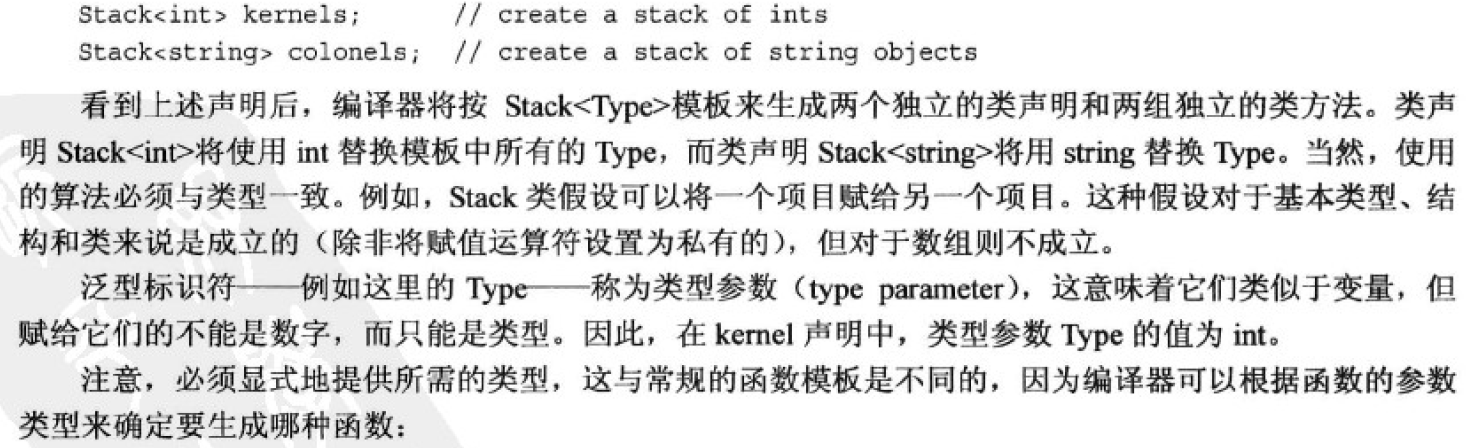 Stack<int> kernels;        // create a stack of ints
Stack<string> colonels;  // create a stack of string objects
看到上述声明后，编译器将按 Stack<Type>模板来生成两个独立的类声明和两组独立的类方法。类声
明 Stack<int>将使用 int 替换模板中所有的 Type，而类声明 Stack<string>将用 string 替换 Type。当然，使用
的算法必须与类型一致。例如，Stack 类假设可以将一个项目赋给另一个项目。这种假设对于基本类型、结
构和类来说是成立的（除非将赋值运算符设置为私有的），但对于数组则不成立。
泛型标识符——例如这里的 Type——称为类型参数（type parameter），这意味着它们类似于变量，但
赋给它们的不能是数字，而只能是类型。因此，在 kernel 声明中，类型参数 Type 的值为 int。
注意，必须显式地提供所需的类型，这与常规的函数模板是不同的，因为编译器可以根据函数的参数
类型来确定要生成哪种函数：